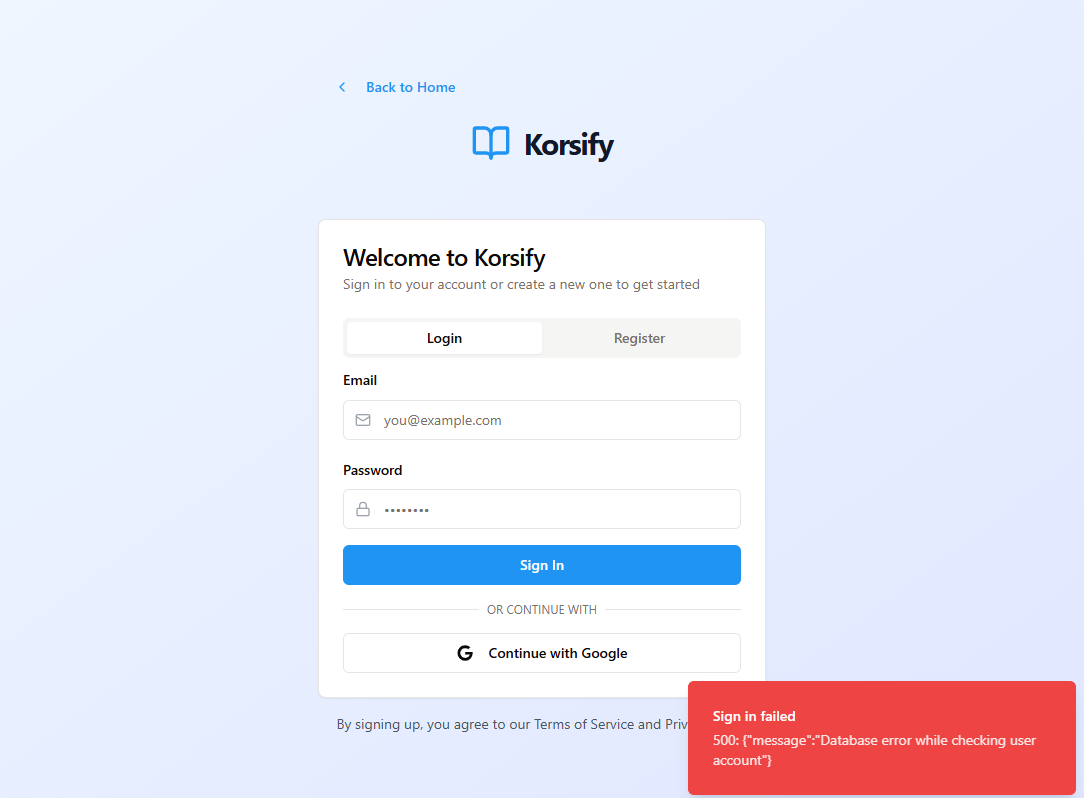 Back to Home
Korsify
Welcome to Korsify
Sign in to your account or create a new one to get started
Login
Register
Email
you@example.com
Password
••••••••
Sign In
OR CONTINUE WITH
Continue with Google
By signing up, you agree to our Terms of Service and
Sign in failed
500: {"message":"Database error while checking user
account"}